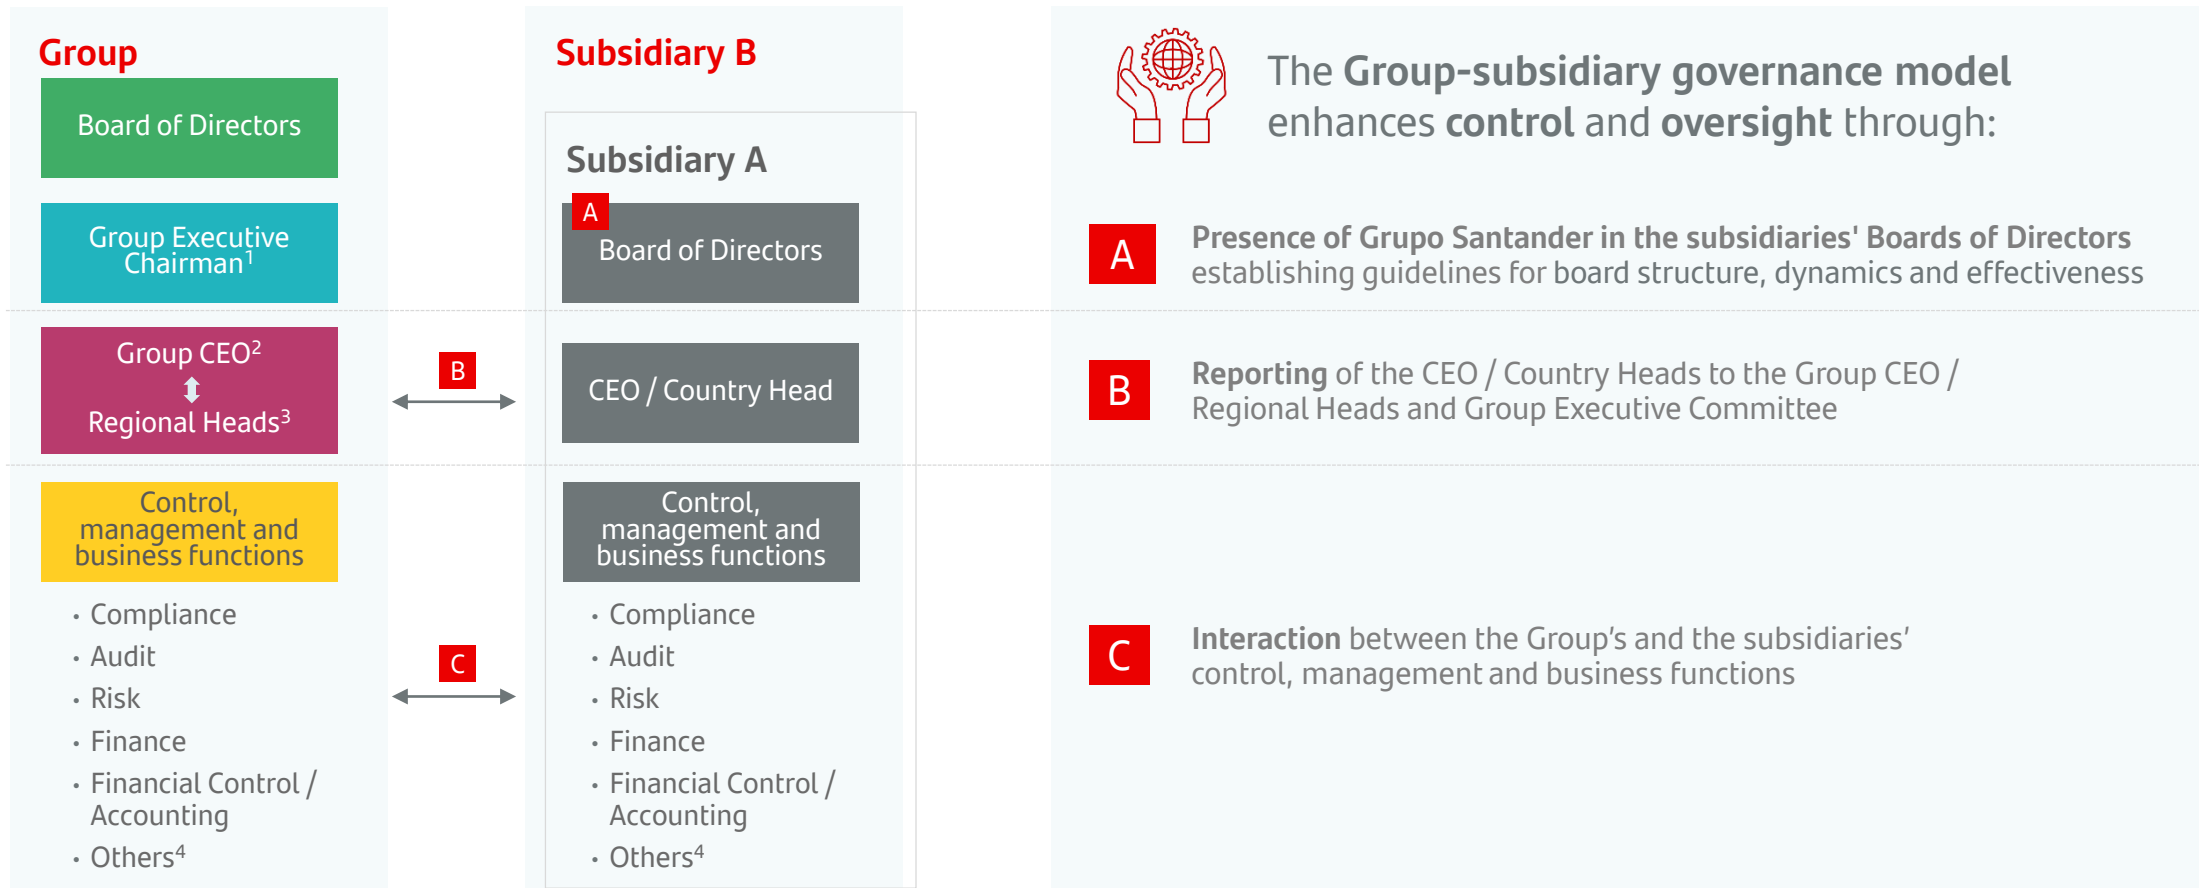 Group
Board of Directors
Group Executive
Chairman¹
Group CEO²
Regional Heads³
Control,
management and
business functions
• Compliance
• Audit
• Risk
• Finance
• Financial Control /
Accounting
• Others⁴
B
C
Subsidiary B
Subsidiary A
A
Board of Directors
CEO / Country Head
Control,
management and
business functions
• Compliance
• Audit
• Risk
• Finance
• Financial Control /
Accounting
• Others⁴
The Group-subsidiary governance model
enhances control and oversight through:
A
Presence of Grupo Santander in the subsidiaries' Boards of Directors
establishing guidelines for board structure, dynamics and effectiveness
B
Reporting of the CEO / Country Heads to the Group CEO /
Regional Heads and Group Executive Committee
C
Interaction between the Group’s and the subsidiaries’
control, management and business functions